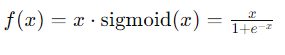 f(x) = x · sigmoid(x) = x / (1+e^{-x})